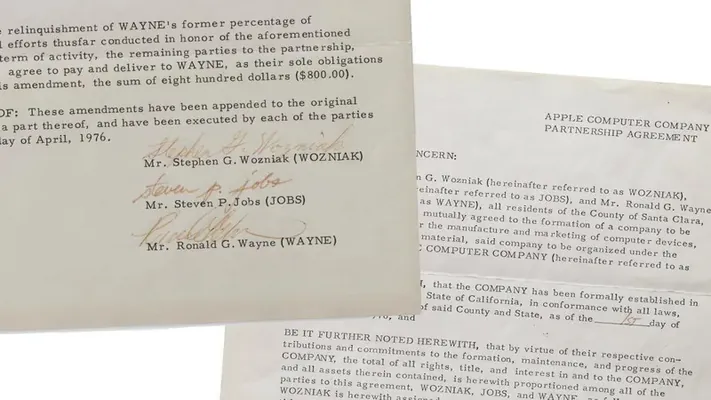 relinquishment of WAYNE's former percentage of
efforts thusfar conducted in honor of the aforementioned
term of activity, the remaining parties to the partnership,
agree to pay and deliver to WAYNE, as their sole obligations
is amendment, the sum of eight hundred dollars ($800.00).
OF: These amendments have been appended to the original
a part thereof, and have been executed by each of the parties
day of April, 1976.
Stephen G. Wozniak
Mr. Stephen G. Wozniak (WOZNIAK)
Steven P. Jobs
Mr. Steven P. Jobs (JOBS)
Mr. Ronald G. Wayne (WAYNE)
APPLE COMPUTER COMPANY
PARTNERSHIP AGREEMENT
NCERN:
n G. Wozniak (hereinafter referred to as WOZNIAK),
einafter referred to as JOBS), and Mr. Ronald G. Wayne
as WAYNE), all residents of the County of Santa Clara,
mutually agreed to the formation of a company to be
r the manufacture and marketing of computer devices,
material, said company to be organized under the
COMPUTER COMPANY (hereinafter referred to as
, that the COMPANY has been formally established in
State of California, in conformance with all laws,
of said County and State, as of the day of
and
BE IT FURTHER NOTED HEREWITH, that by virtue of their respective con-
tributions and commitments to the formation, maintenance, and progress of the
COMPANY, the total of all rights, title, and interest in and to the COMPANY,
and all assets therein contained, is herewith proportioned among all of the
parties to this agreement, WOZNIAK, JOBS, and WAYNE,
WOZNIAK is herewith